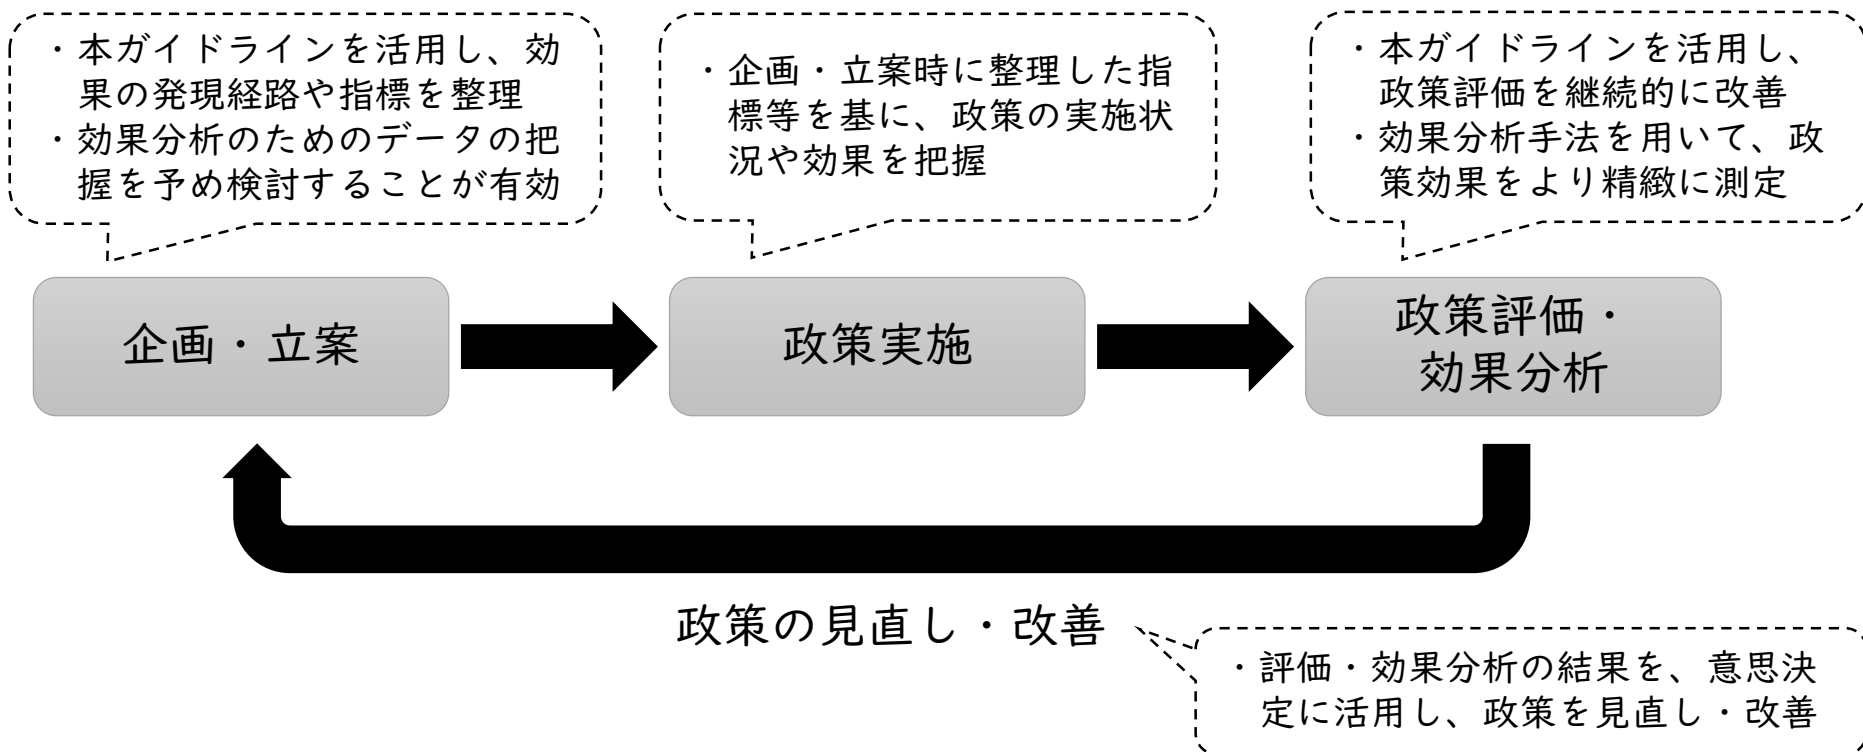 ・本ガイドラインを活用し、効
果の発現経路や指標を整理
・効果分析のためのデータの把
握を予め検討することが有効
・企画・立案時に整理した指
標等を基に、政策の実施状
況や効果を把握
・本ガイドラインを活用し、
政策評価を継続的に改善
・効果分析手法を用いて、政
策効果をより精緻に測定
企画・立案
政策実施
政策評価・
効果分析
政策の見直し・改善
・評価・効果分析の結果を、意思決
定に活用し、政策を見直し・改善